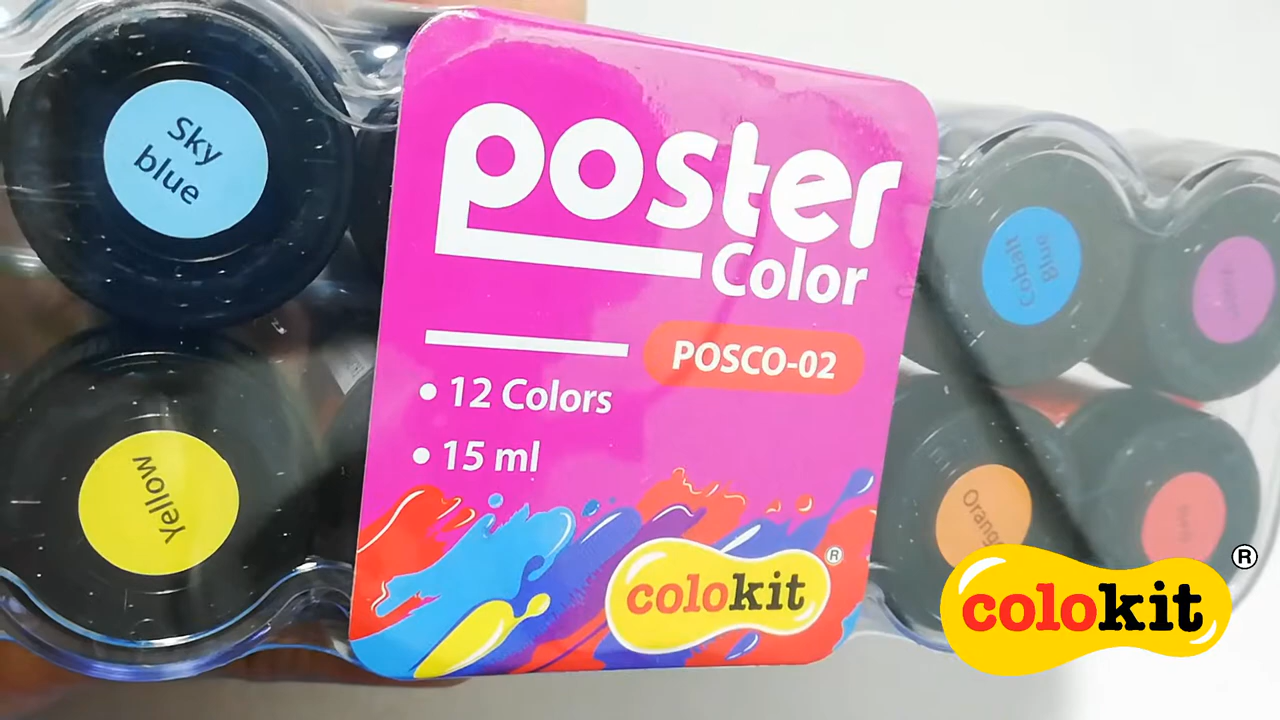 Sky
blue
poster
Color
POSCO-02
• 12 Colors
• 15 ml
colokit®
Yellow
Cobalt
Blue
Orange
colokit®